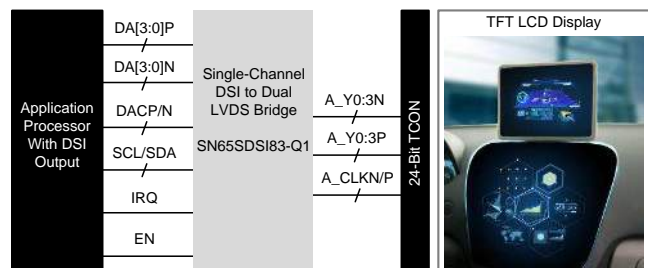 Application
Processor
With DSI
Output
DA[3:0]P
DA[3:0]N
DACP/N
SCL/SDA
IRQ
EN
Single-Channel
DSI to Dual
LVDS Bridge
SN65SDSI83-Q1
A_Y0:3N
A_Y0:3P
A_CLKN/P
24-Bit TCON
TFT LCD Display